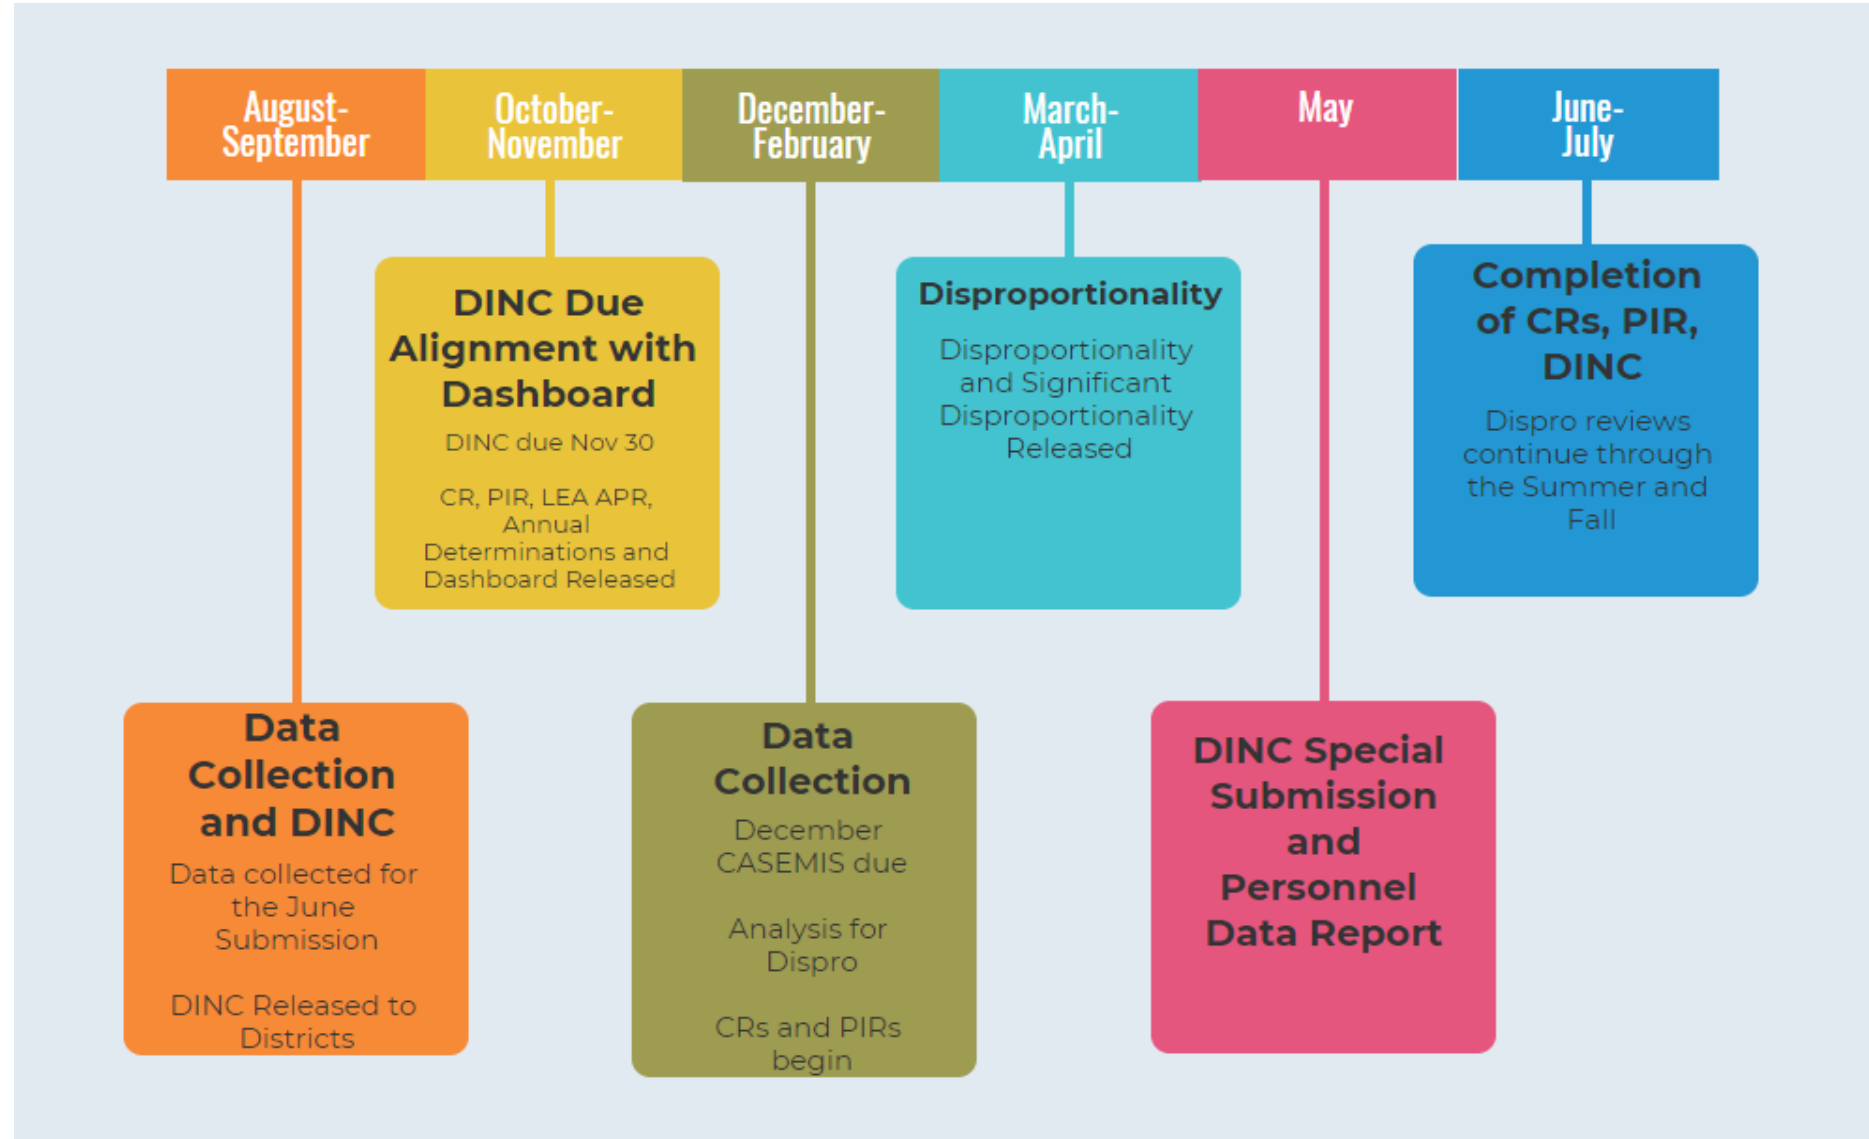 August-
September
October-
November
December-
February
March-
April
May
June-
July
DINC Due
Alignment with
Dashboard
DINC due Nov 30
CR, PIR, LEA APR,
Annual
Determinations and
Dashboard Released
Disproportionality
Disproportionality
and Significant
Disproportionality
Released
Completion
of CRs, PIR,
DINC
Dispro reviews
continue through
the Summer and
Fall
Data
Collection
and DINC
Data collected for
the June
Submission
DINC Released to
Districts
Data
Collection
December
CASEMIS due
Analysis for
Dispro
CRs and PIRs
begin
DINC Special
Submission
and
Personnel
Data Report